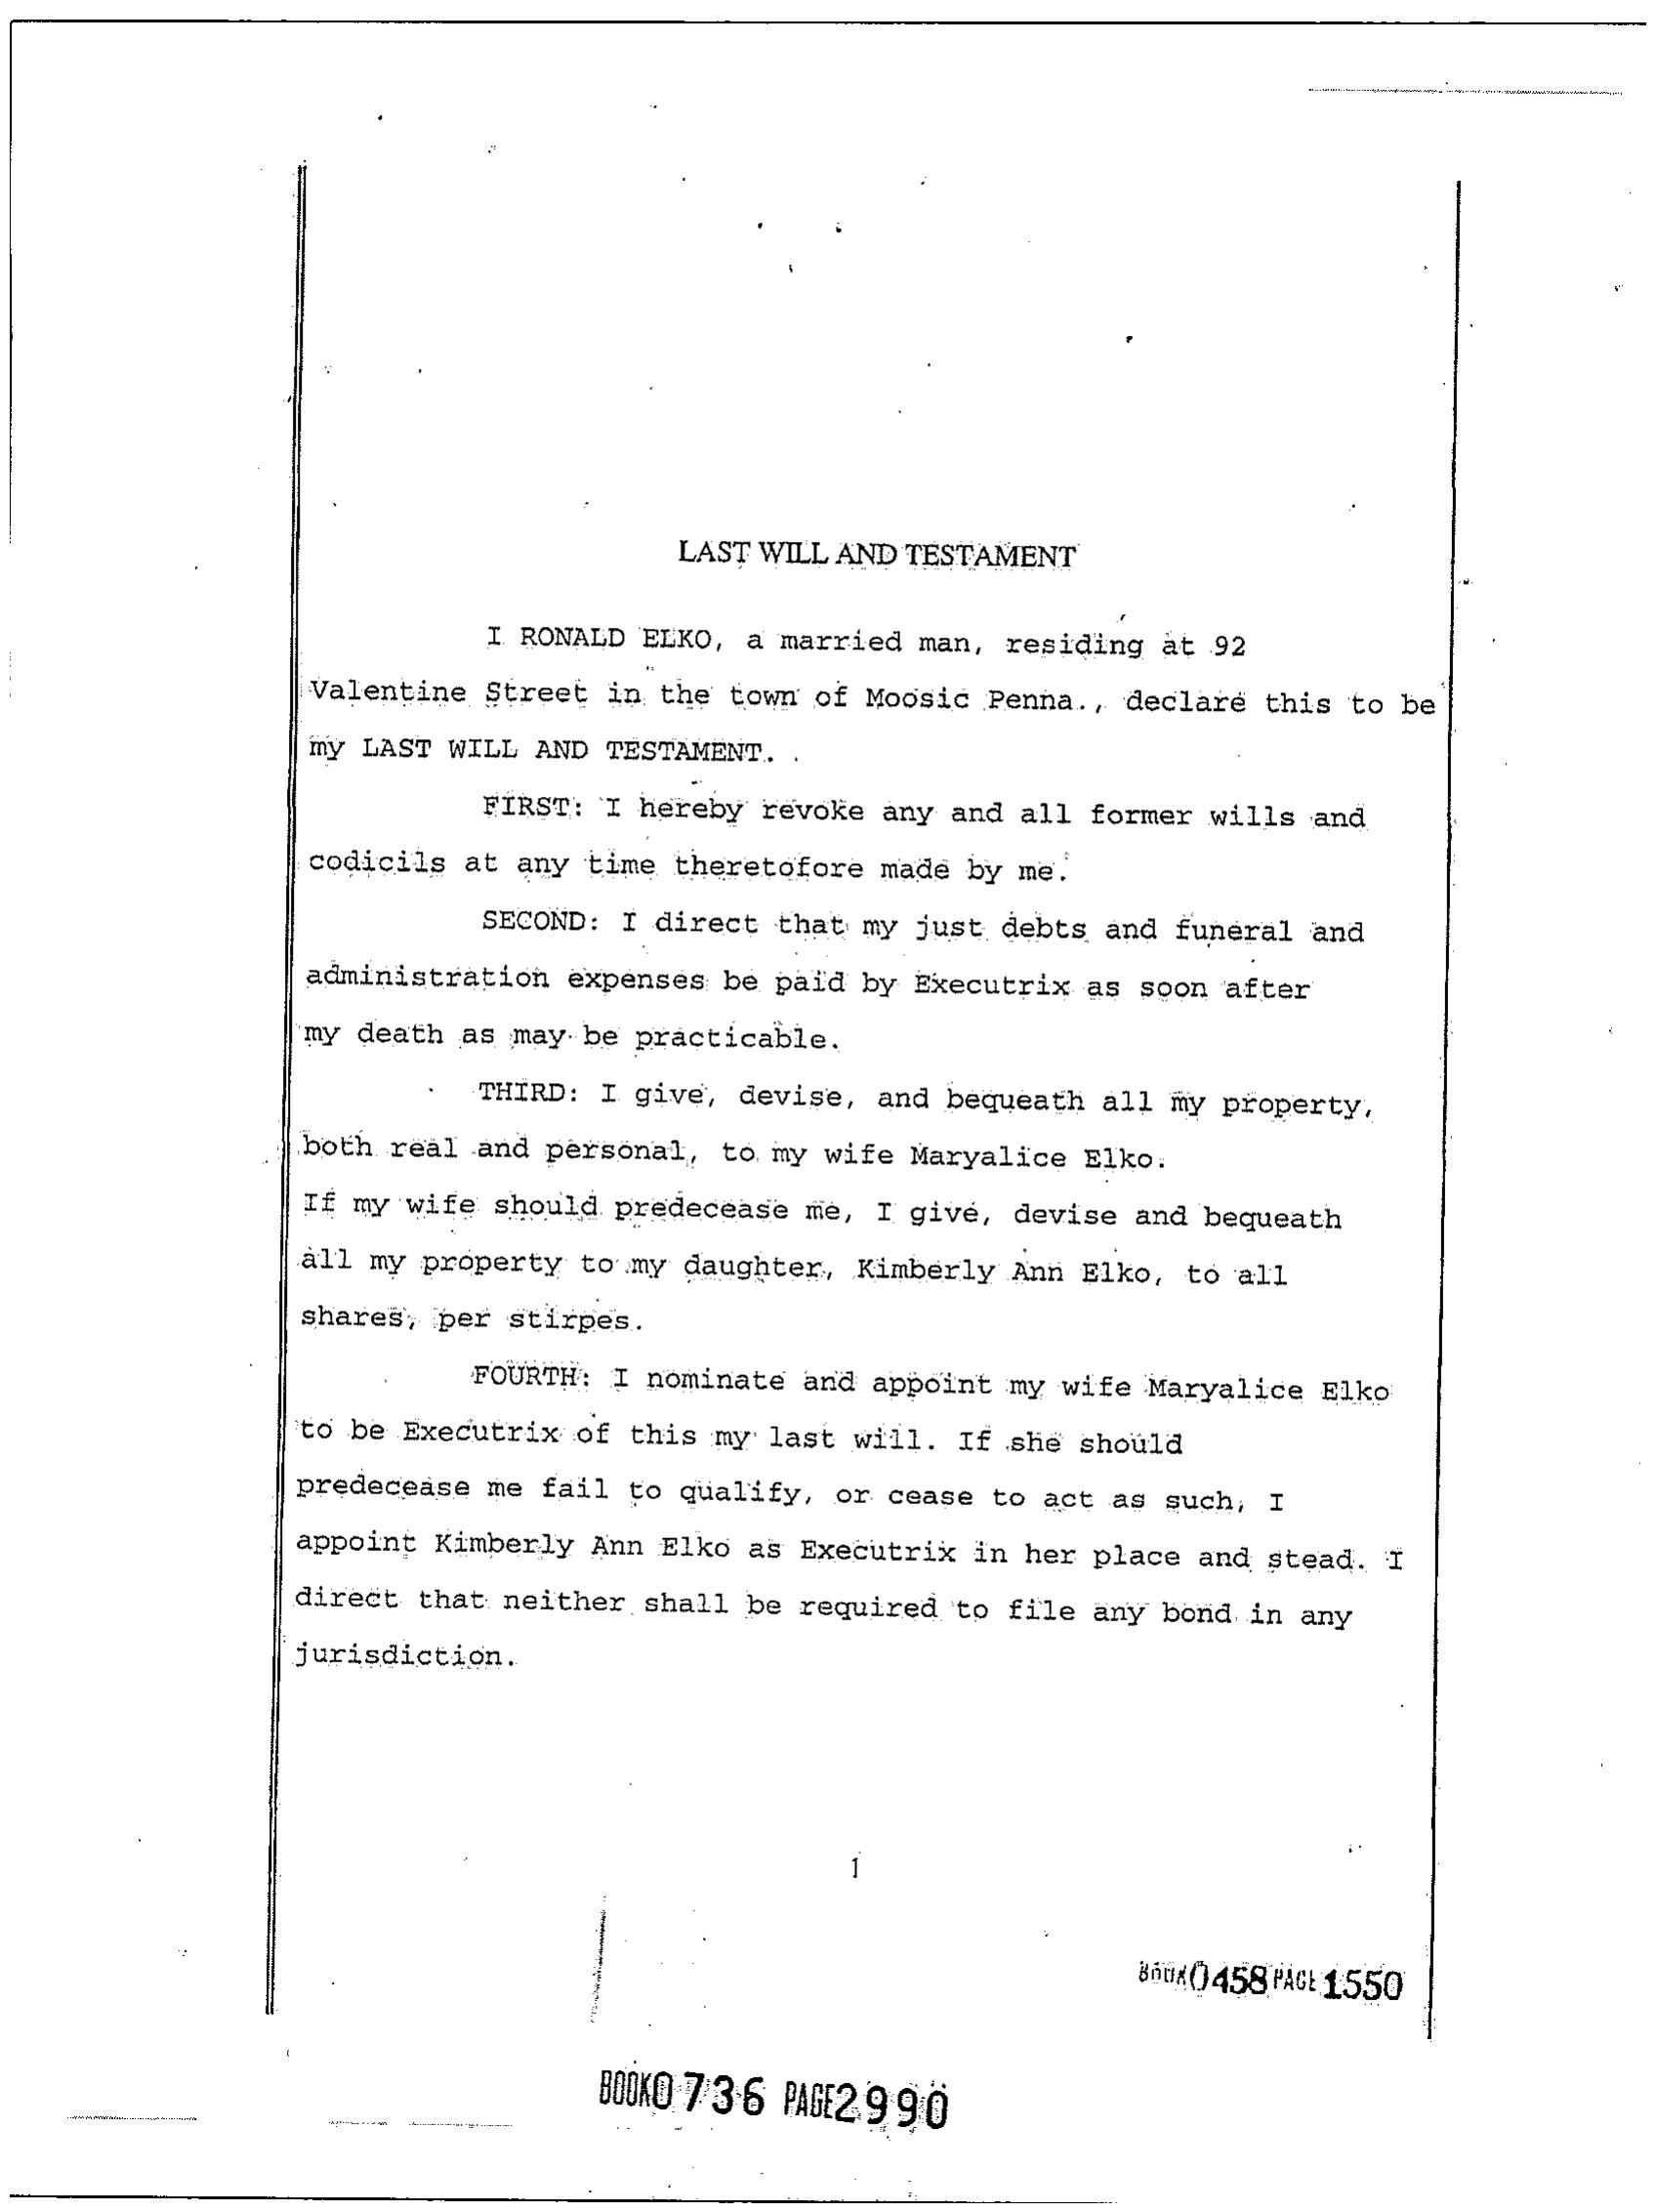 LAST WILL AND TESTAMENT
I RONALD ELKO, a married man, residing at 92
Valentine Street in the town of Moosic Penna., declare this to be
my LAST WILL AND TESTAMENT.
FIRST: I hereby revoke any and all former wills and
codicils at any time theretofore made by me.
SECOND: I direct that my just debts and funeral and
administration expenses be paid by Executrix as soon after
my death as may be practicable.
THIRD: I give, devise, and bequeath all my property,
both real and personal, to my wife Maryalice Elko.
If my wife should predecease me, I give, devise and bequeath
all my property to my daughter, Kimberly Ann Elko, to all
shares, per stirpes.
FOURTH: I nominate and appoint my wife Maryalice Elko
to be Executrix of this my last will. If she should
predecease me fail to qualify, or cease to act as such, I
appoint Kimberly Ann Elko as Executrix in her place and stead. I
direct that neither shall be required to file any bond in any
jurisdiction.
1
BOOK 0458 PAGE 1550
BOOK 0736 PAGE 2990